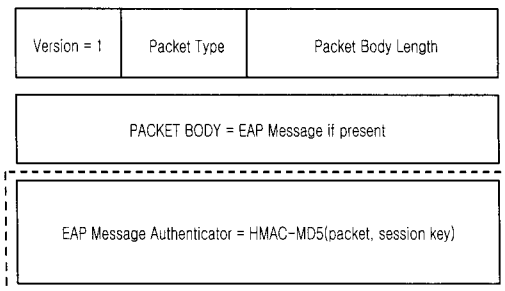 Version = 1 Packet Type Packet Body Length
PACKET BODY = EAP Message if present
EAP Message Authenticator = HMAC-MD5(packet, session key)